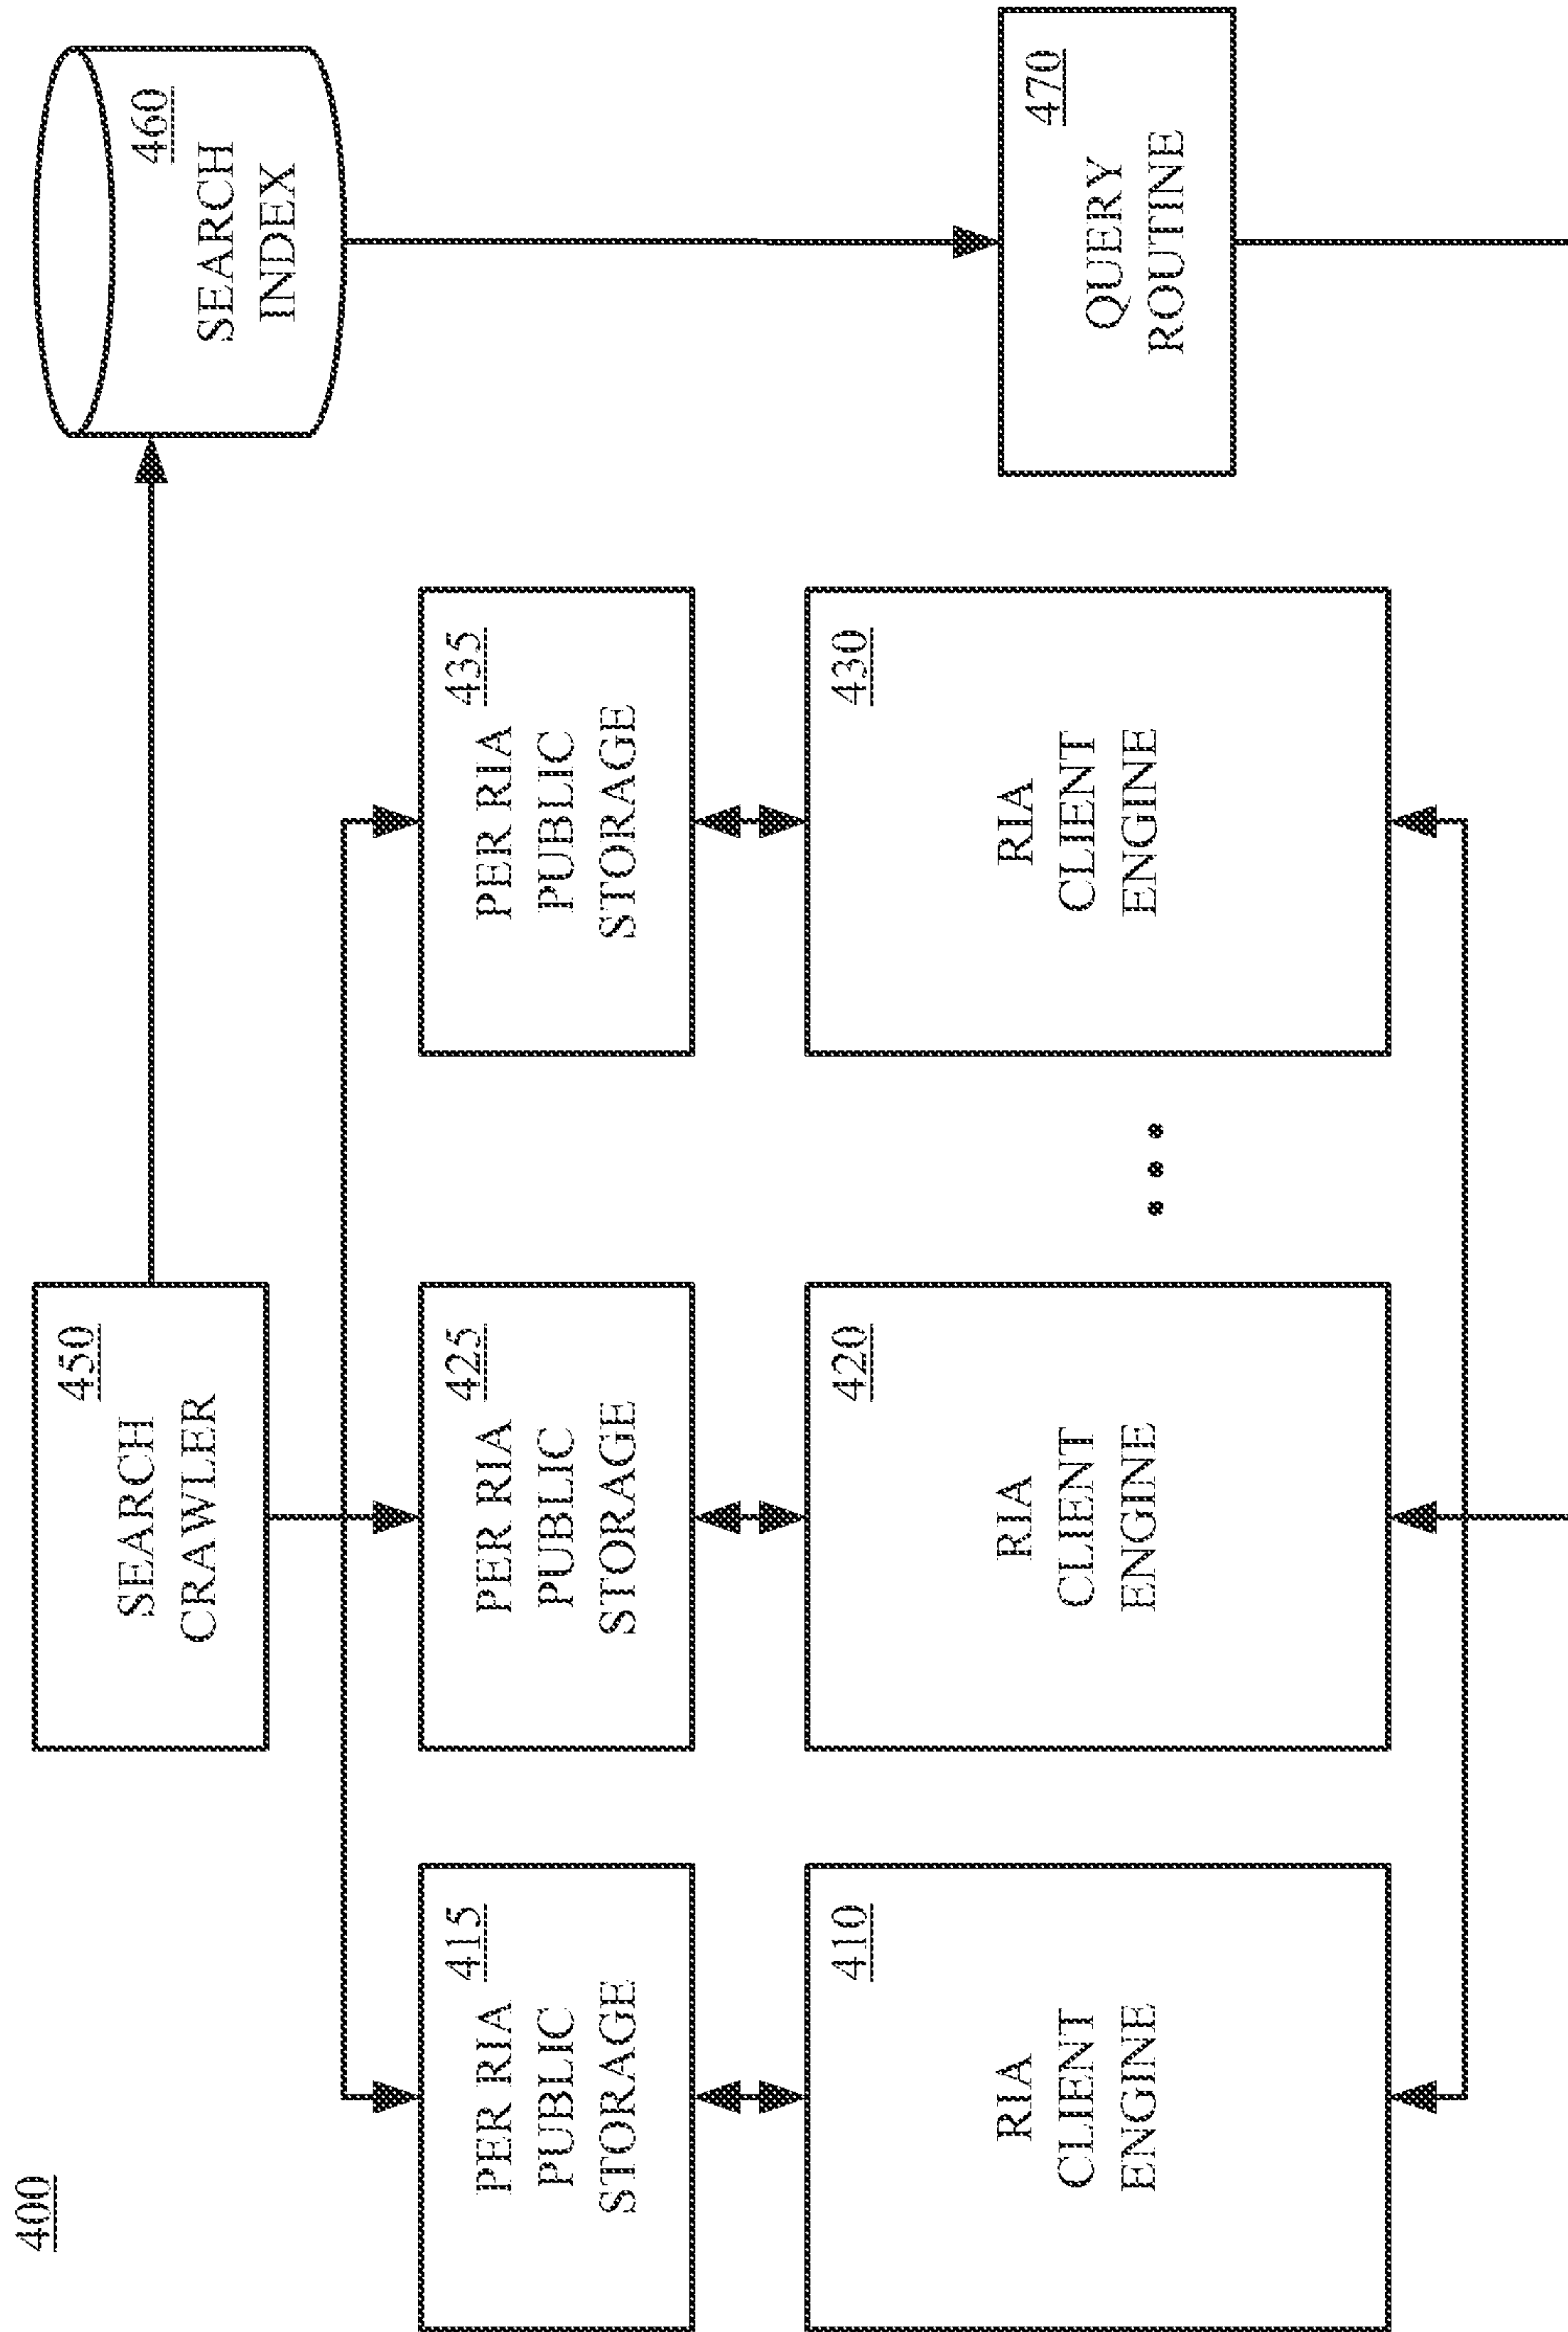 400
450
SEARCH
CRAWLER
460
SEARCH
INDEX
415
PER RIA
PUBLIC
STORAGE
425
PER RIA
PUBLIC
STORAGE
435
PER RIA
PUBLIC
STORAGE
410
RIA
CLIENT
ENGINE
420
RIA
CLIENT
ENGINE
430
RIA
CLIENT
ENGINE
470
QUERY
ROUTINE